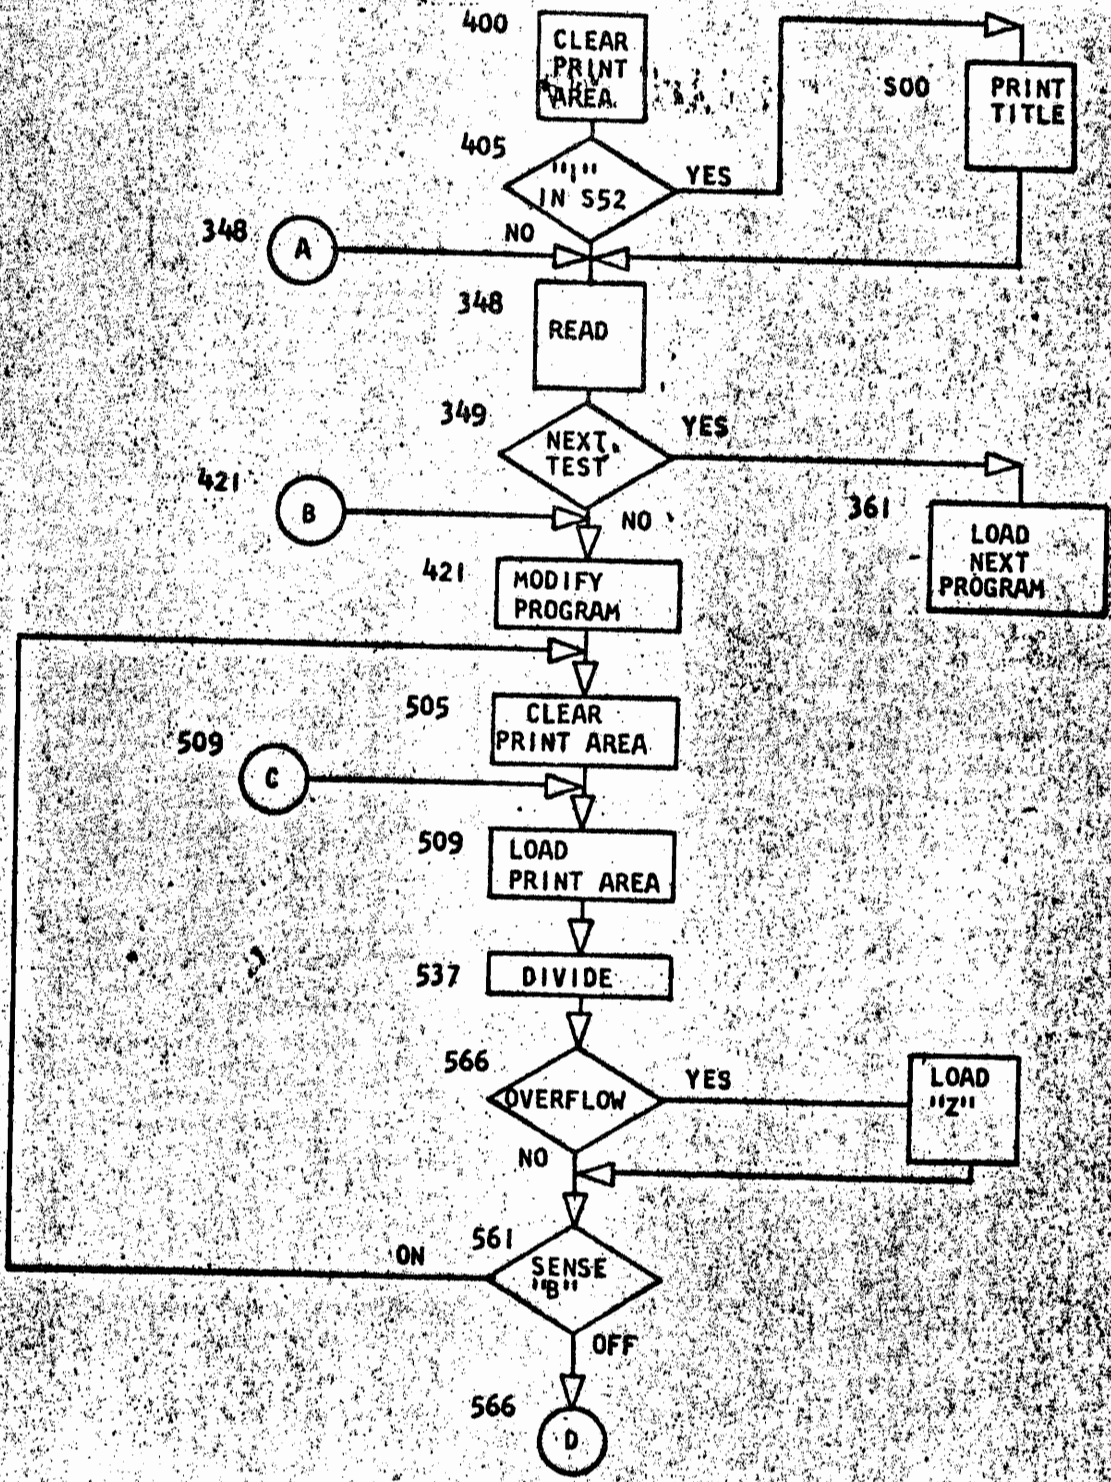 400
CLEAR
PRINT
AREA.
500
PRINT
TITLE
405
"1"
IN S52
YES
NO
348
A
348
READ
349
NEXT
TEST
YES
421
B
NO
361
LOAD
NEXT
PROGRAM
421
MODIFY
PROGRAM
505
CLEAR
PRINT AREA
509
C
509
LOAD
PRINT AREA
537
DIVIDE
566
OVERFLOW
YES
LOAD
"Z"
NO
561
SENSE
"B"
ON
OFF
566
D